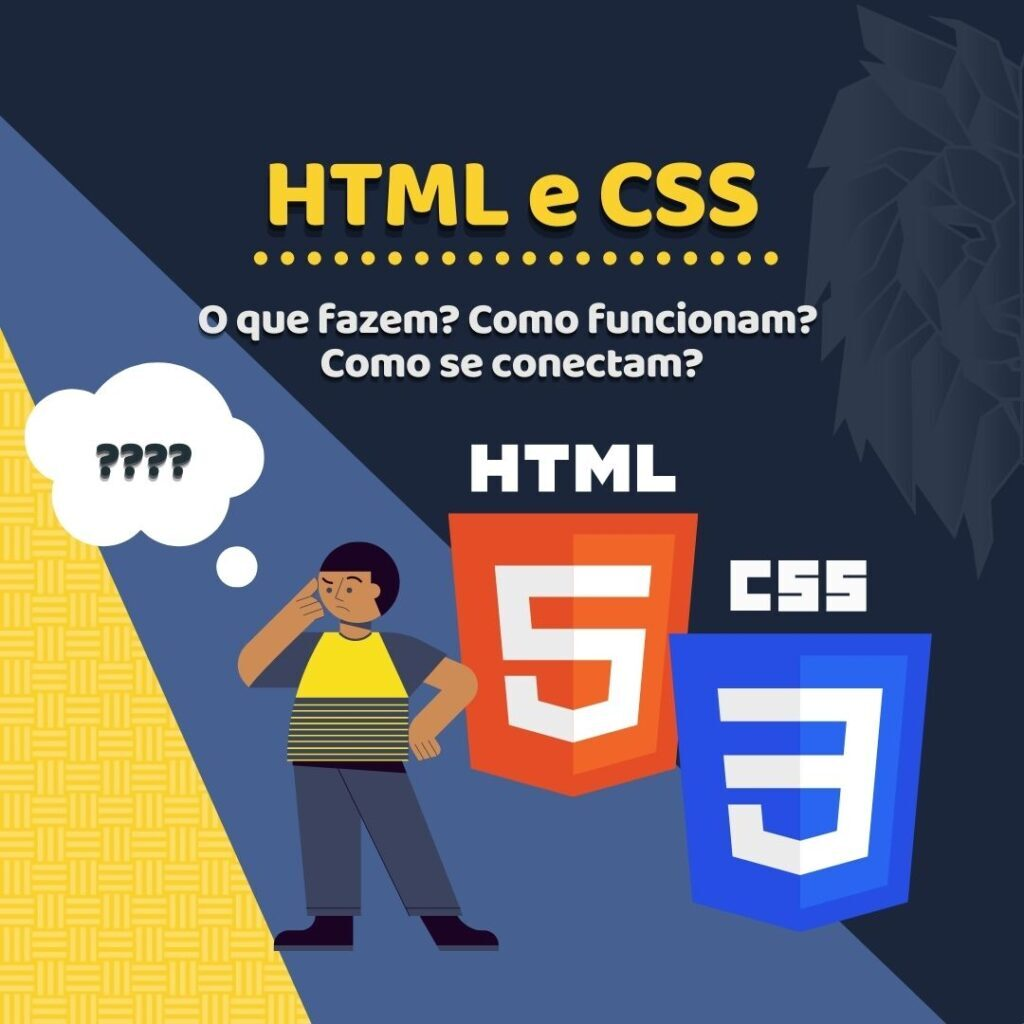 HTML e CSS
O que fazem? Como funcionam?
Como se conectam?
????
HTML
5
CSS
3